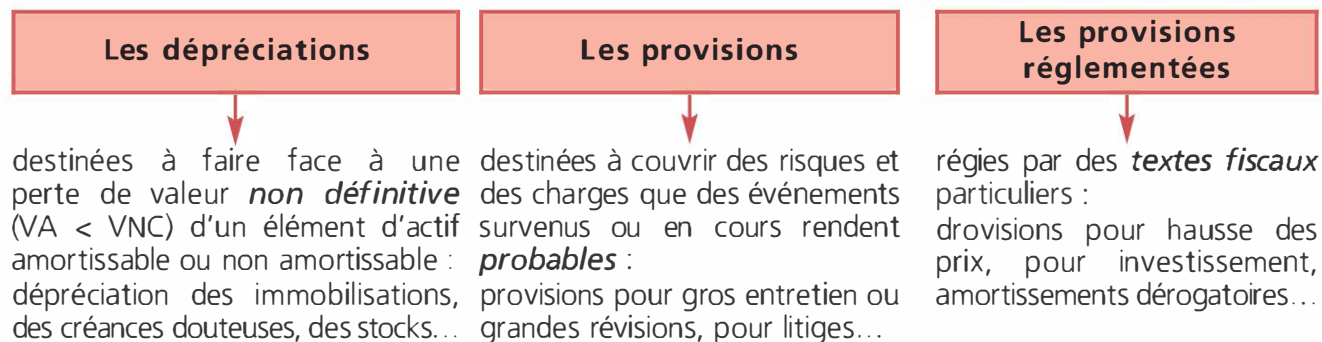 Les dépréciations
destinées à faire face à une
perte de valeur non définitive
(VA < VNC) d'un élément d'actif
amortissable ou non amortissable :
dépréciation des immobilisations,
des créances douteuses, des stocks...
Les provisions
destinées à couvrir des risques et
des charges que des événements
survenus ou en cours rendent
probables :
provisions pour gros entretien ou
grandes révisions, pour litiges...
Les provisions
réglementées
régies par des textes fiscaux
particuliers :
drovisions pour hausse des
prix, pour investissement,
amortissements dérogatoires...